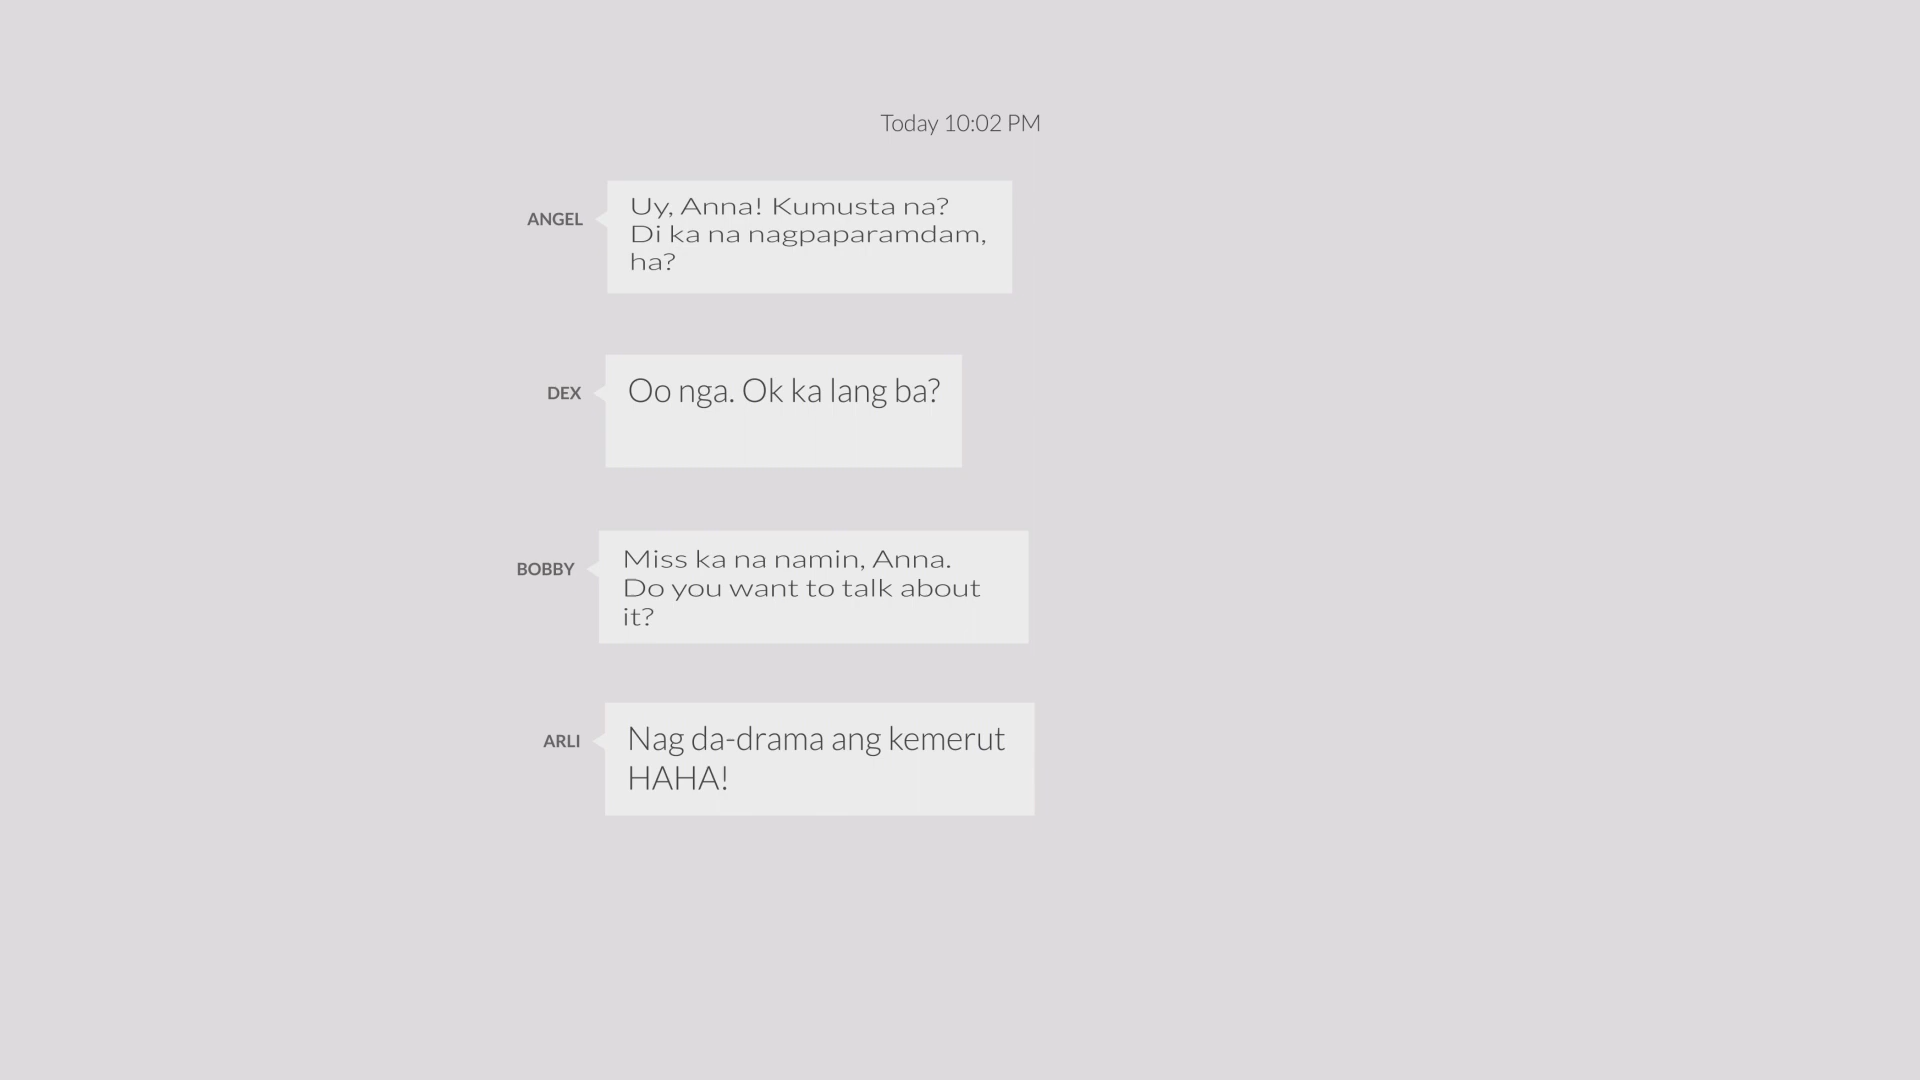 Today 10:02 PM
ANGEL
Uy, Anna! Kumusta na?
Di ka na nagpaparamdam,
ha?
DEX
Oo nga. Ok ka lang ba?
BOBBY
Miss ka na namin, Anna.
Do you want to talk about
it?
ARLI
Nag da-drama ang kemerut
HAHA!